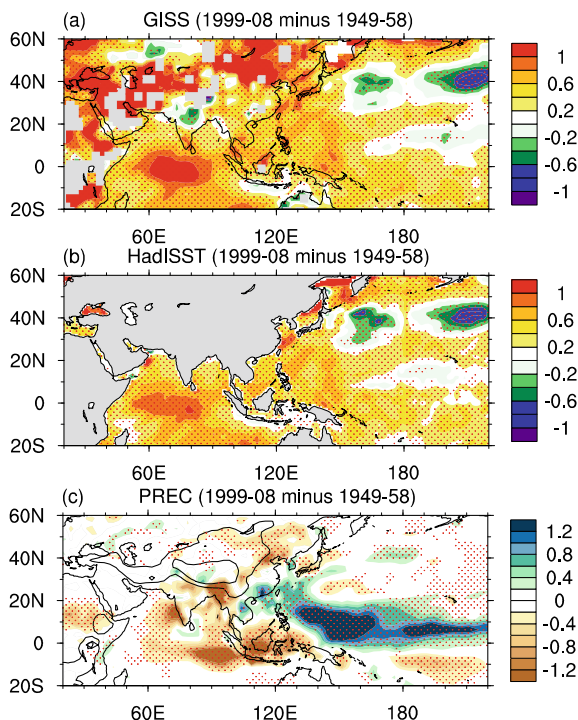 (a) GISS (1999-08 minus 1949-58)
60N
40N
20N
0
20S
60E 120E 180
1
0.6
0.2
-0.2
-0.6
-1
(b) HadISST (1999-08 minus 1949-58)
60N
40N
20N
0
20S
60E 120E 180
1
0.6
0.2
-0.2
-0.6
-1
(c) PREC (1999-08 minus 1949-58)
60N
40N
20N
0
20S
60E 120E 180
1.2
0.8
0.4
0
-0.4
-0.8
-1.2